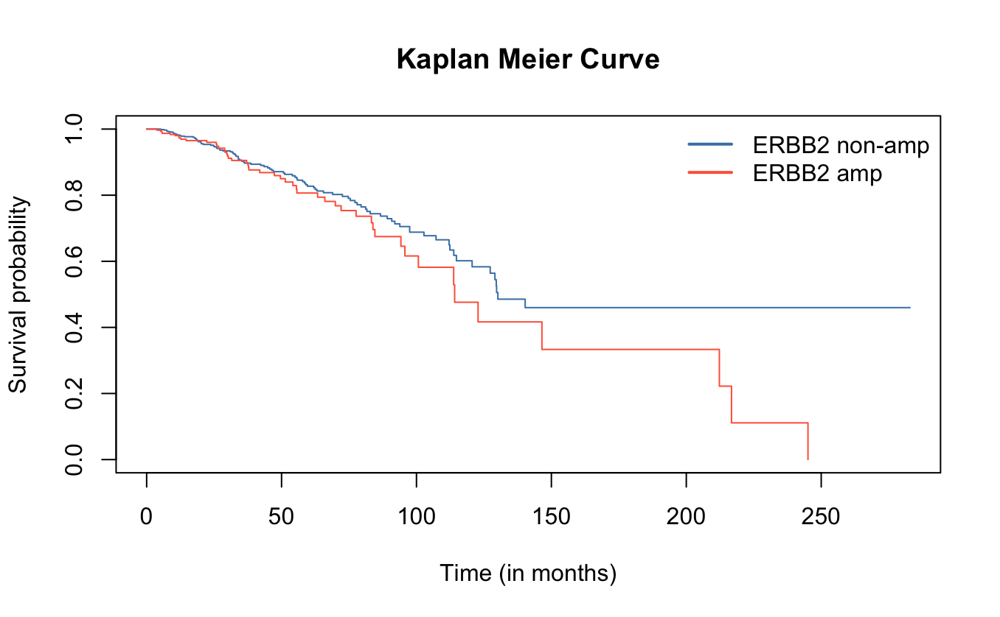 Kaplan Meier Curve
ERBB2 non-amp
ERBB2 amp
Survival probability
1.0
0.8
0.6
0.4
0.2
0.0
0 50 100 150 200 250
Time (in months)